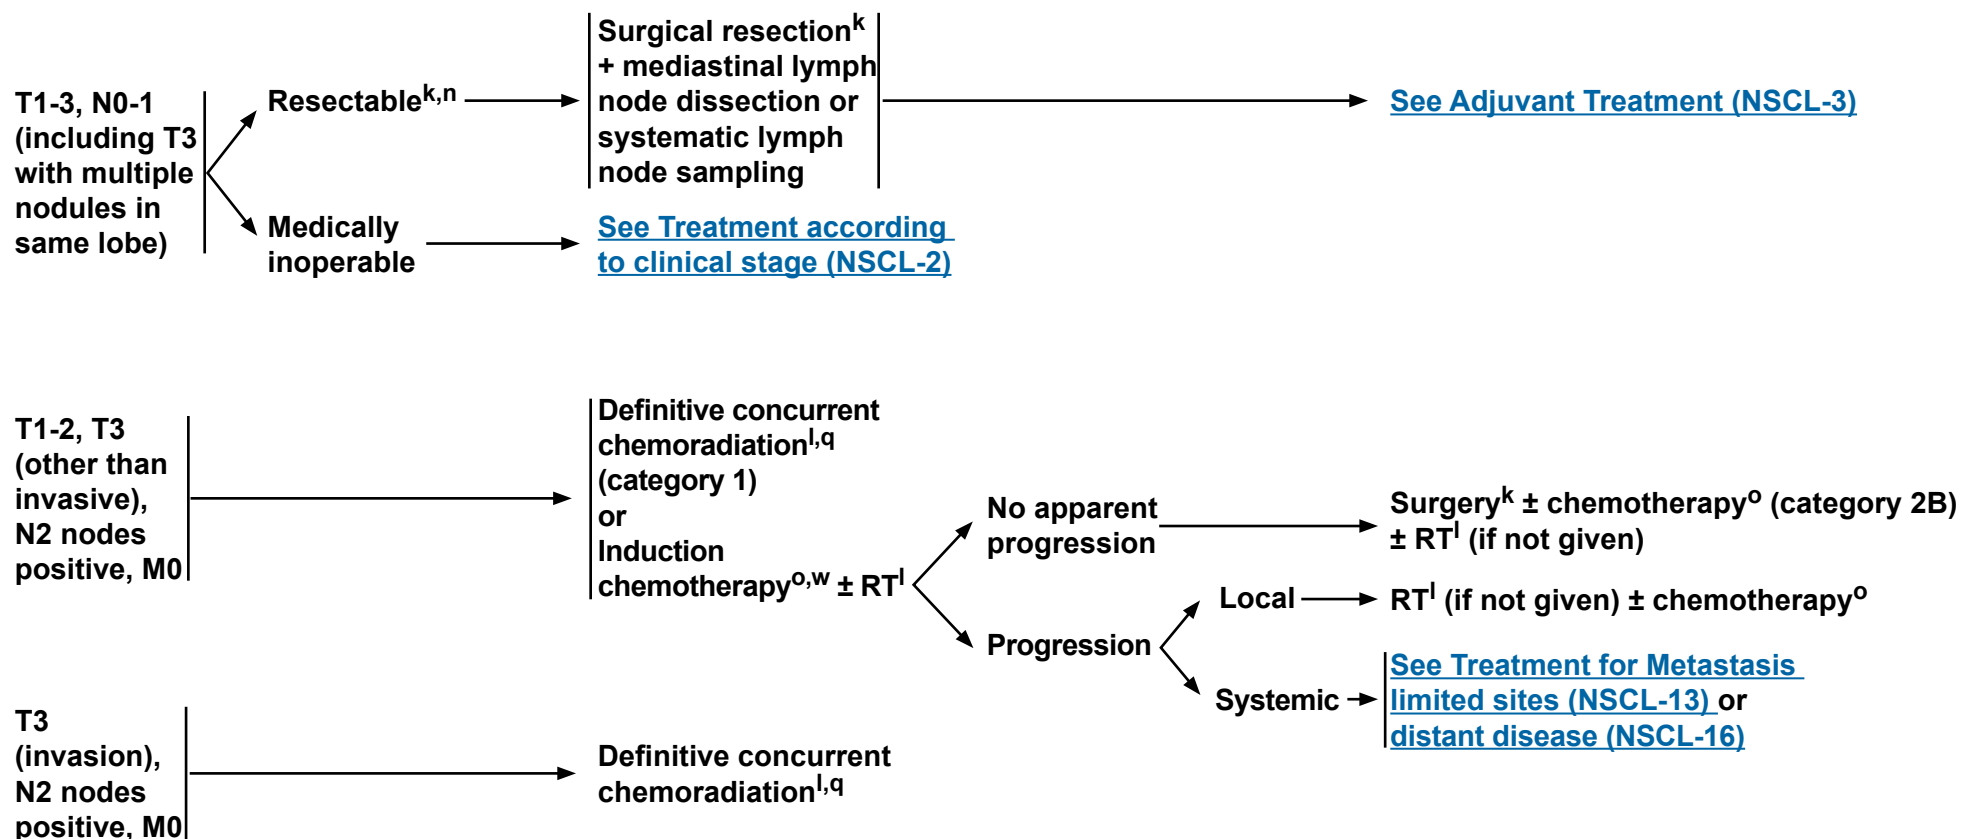 T1-3, N0-1
(including T3
with multiple
nodules in
same lobe)
Resectablek,n
Surgical resectionk
+ mediastinal lymph
node dissection or
systematic lymph
node sampling
See Adjuvant Treatment (NSCL-3)
Medically
inoperable
See Treatment according
to clinical stage (NSCL-2)
T1-2, T3
(other than
invasive),
N2 nodes
positive, M0
Definitive concurrent
chemoradiationl,q
(category 1)
or
Induction
chemotherapyo,w ± RTl
No apparent
progression
Surgeryk ± chemotherapyo (category 2B)
± RTl (if not given)
Progression
Local
RTl (if not given) ± chemotherapyo
Systemic
See Treatment for Metastasis
limited sites (NSCL-13) or
distant disease (NSCL-16)
T3
(invasion),
N2 nodes
positive, M0
Definitive concurrent
chemoradiationl,q